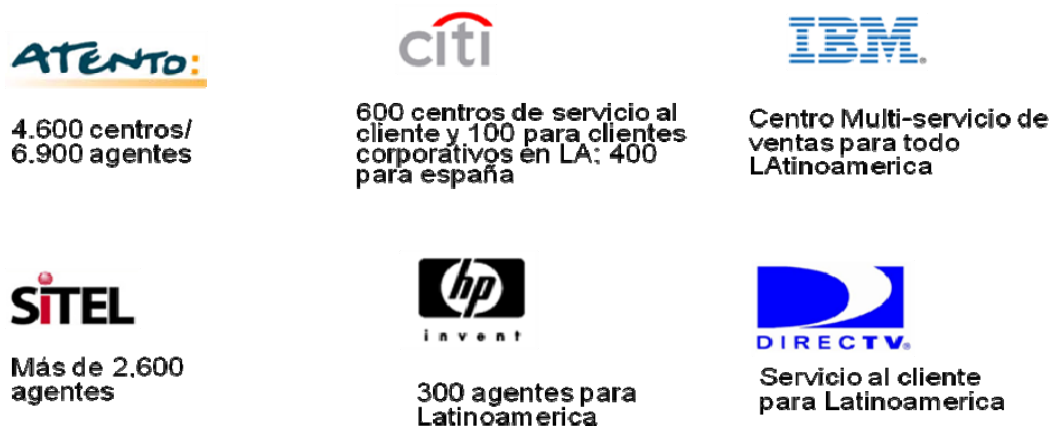 ATENTO:
4.600 centros/
6.900 agentes
citi
600 centros de servicio al
cliente y 100 para clientes
corporativos en LA; 400
para españa
IBM®
Centro Multi-servicio de
ventas para todo
LAtinoamerica
SiTEL
Más de 2.600
agentes
hp
invent
300 agentes para
Latinoamerica
DIRECTV®
Servicio al cliente
para Latinoamerica